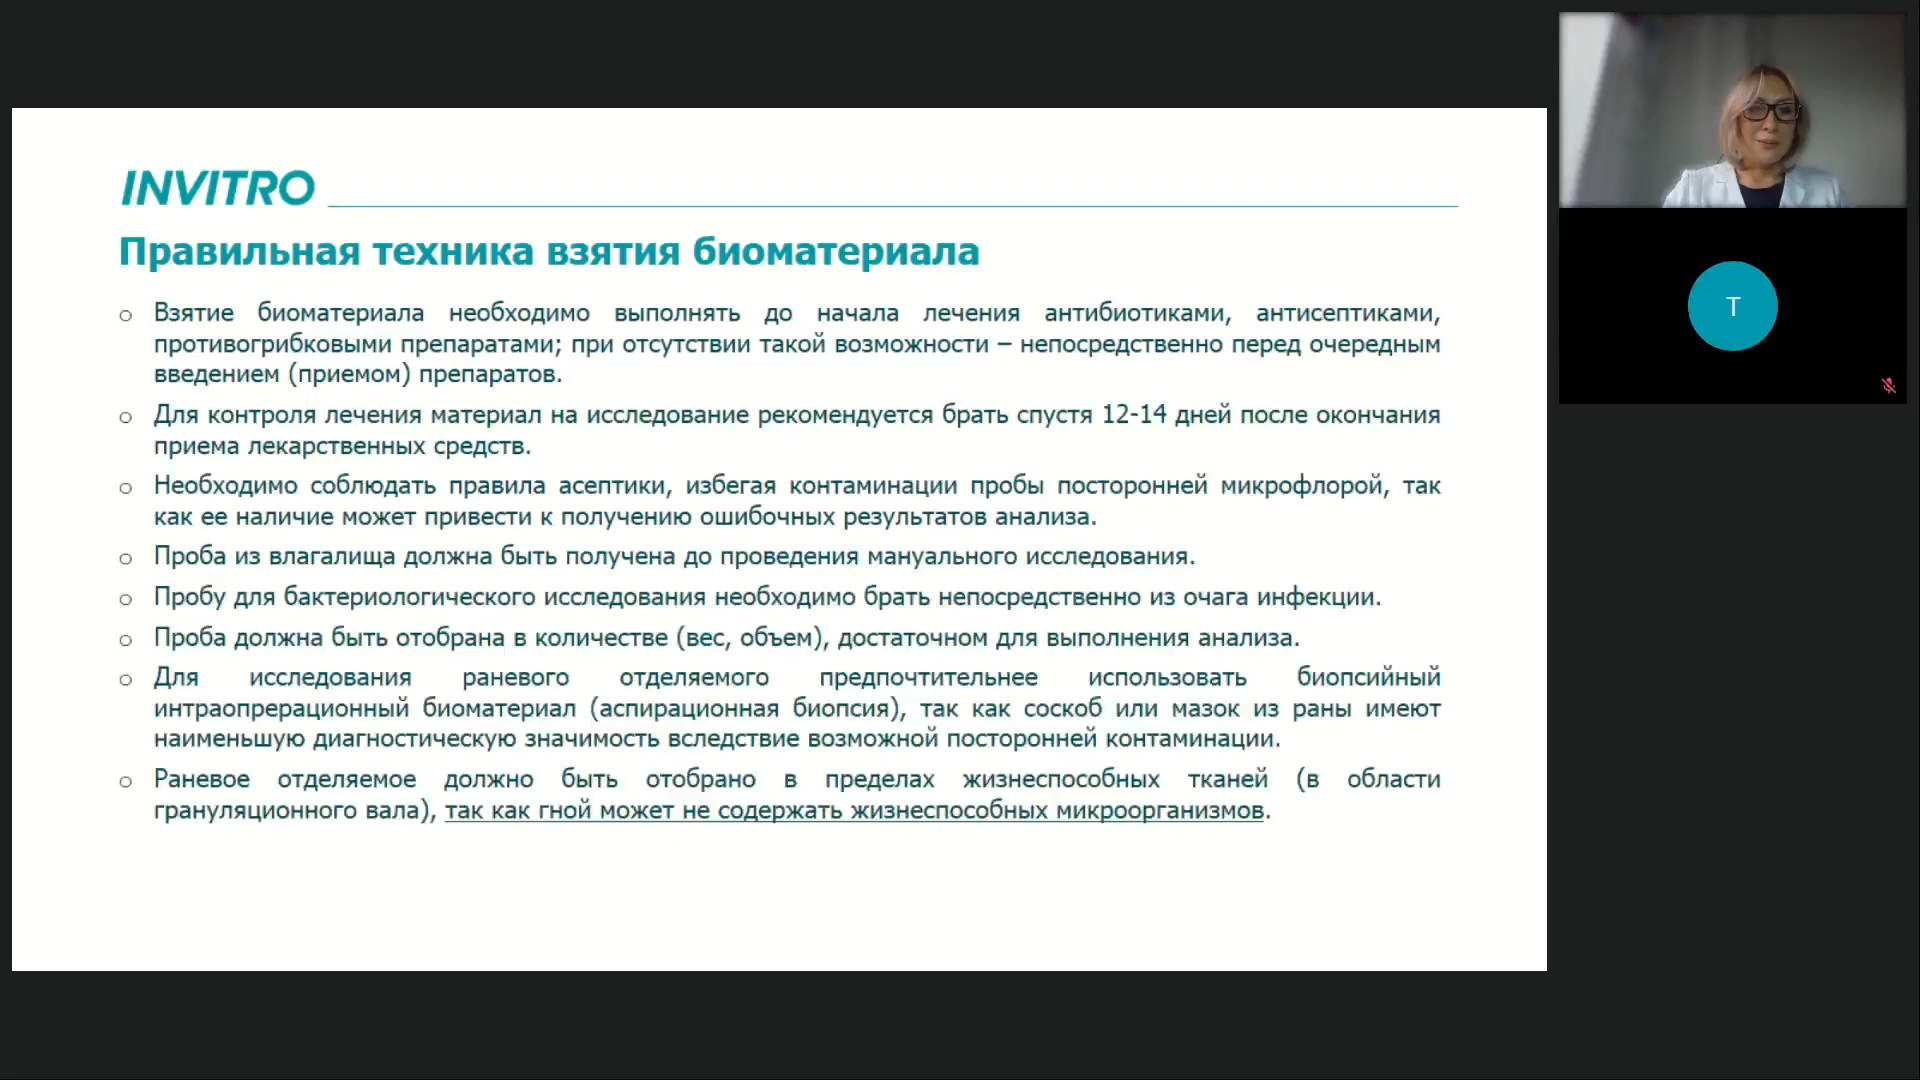 INVITRO
Правильная техника взятия биоматериала
○ Взятие биоматериала необходимо выполнять до начала лечения антибиотиками, антисептиками,
противогрибковыми препаратами; при отсутствии такой возможности – непосредственно перед очередным
введением (приемом) препаратов.
○ Для контроля лечения материал на исследование рекомендуется брать спустя 12-14 дней после окончания
приема лекарственных средств.
○ Необходимо соблюдать правила асептики, избегая контаминации пробы посторонней микрофлорой, так
как ее наличие может привести к получению ошибочных результатов анализа.
○ Проба из влагалища должна быть получена до проведения мануального исследования.
○ Пробу для бактериологического исследования необходимо брать непосредственно из очага инфекции.
○ Проба должна быть отобрана в количестве (вес, объем), достаточном для выполнения анализа.
○ Для исследования раневого отделяемого предпочтительнее использовать биопсийный
интраопрерационный биоматериал (аспирационная биопсия), так как соскоб или мазок из раны имеют
наименьшую диагностическую значимость вследствие возможной посторонней контаминации.
○ Раневое отделяемое должно быть отобрано в пределах жизнеспособных тканей (в области
грануляционного вала), так как гной может не содержать жизнеспособных микроорганизмов.
T